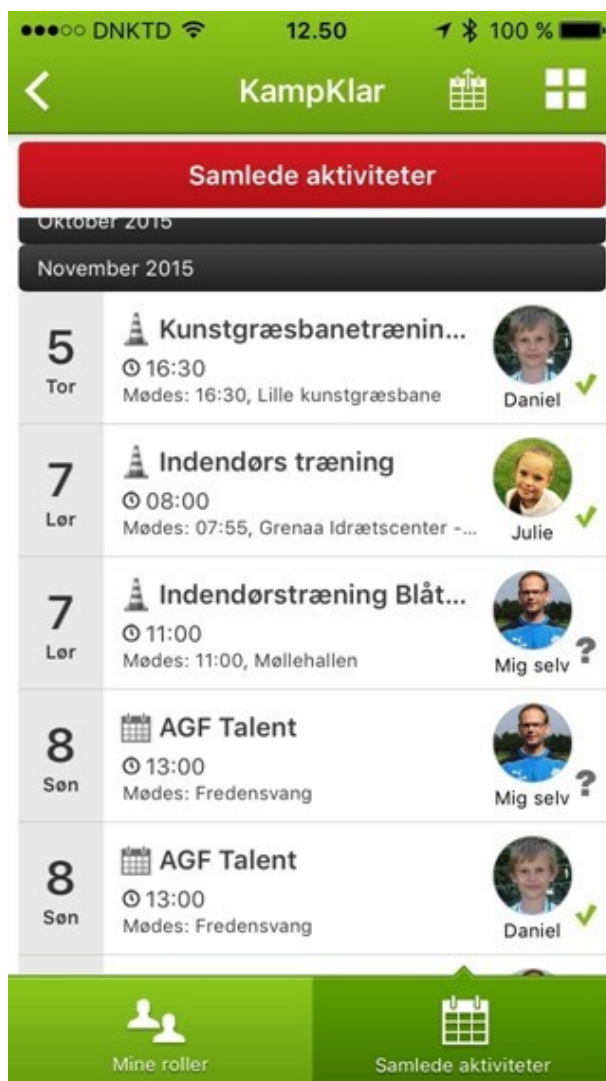 DNKTD 12.50 100 %
KampKlar
Samlede aktiviteter
Oktober 2015
November 2015
5 Tor
Kunstgræsbanetrænin...
16:30
Mødes: 16:30, Lille kunstgræsbane
Daniel
7 Lør
Indendørs træning
08:00
Mødes: 07:55, Grenaa Idrætscenter -...
Julie
7 Lør
Indendørstræning Blåt...
11:00
Mødes: 11:00, Møllehallen
Mig selv ?
8 Søn
AGF Talent
13:00
Mødes: Fredensvang
Mig selv ?
8 Søn
AGF Talent
13:00
Mødes: Fredensvang
Daniel
Mine roller
Samlede aktiviteter